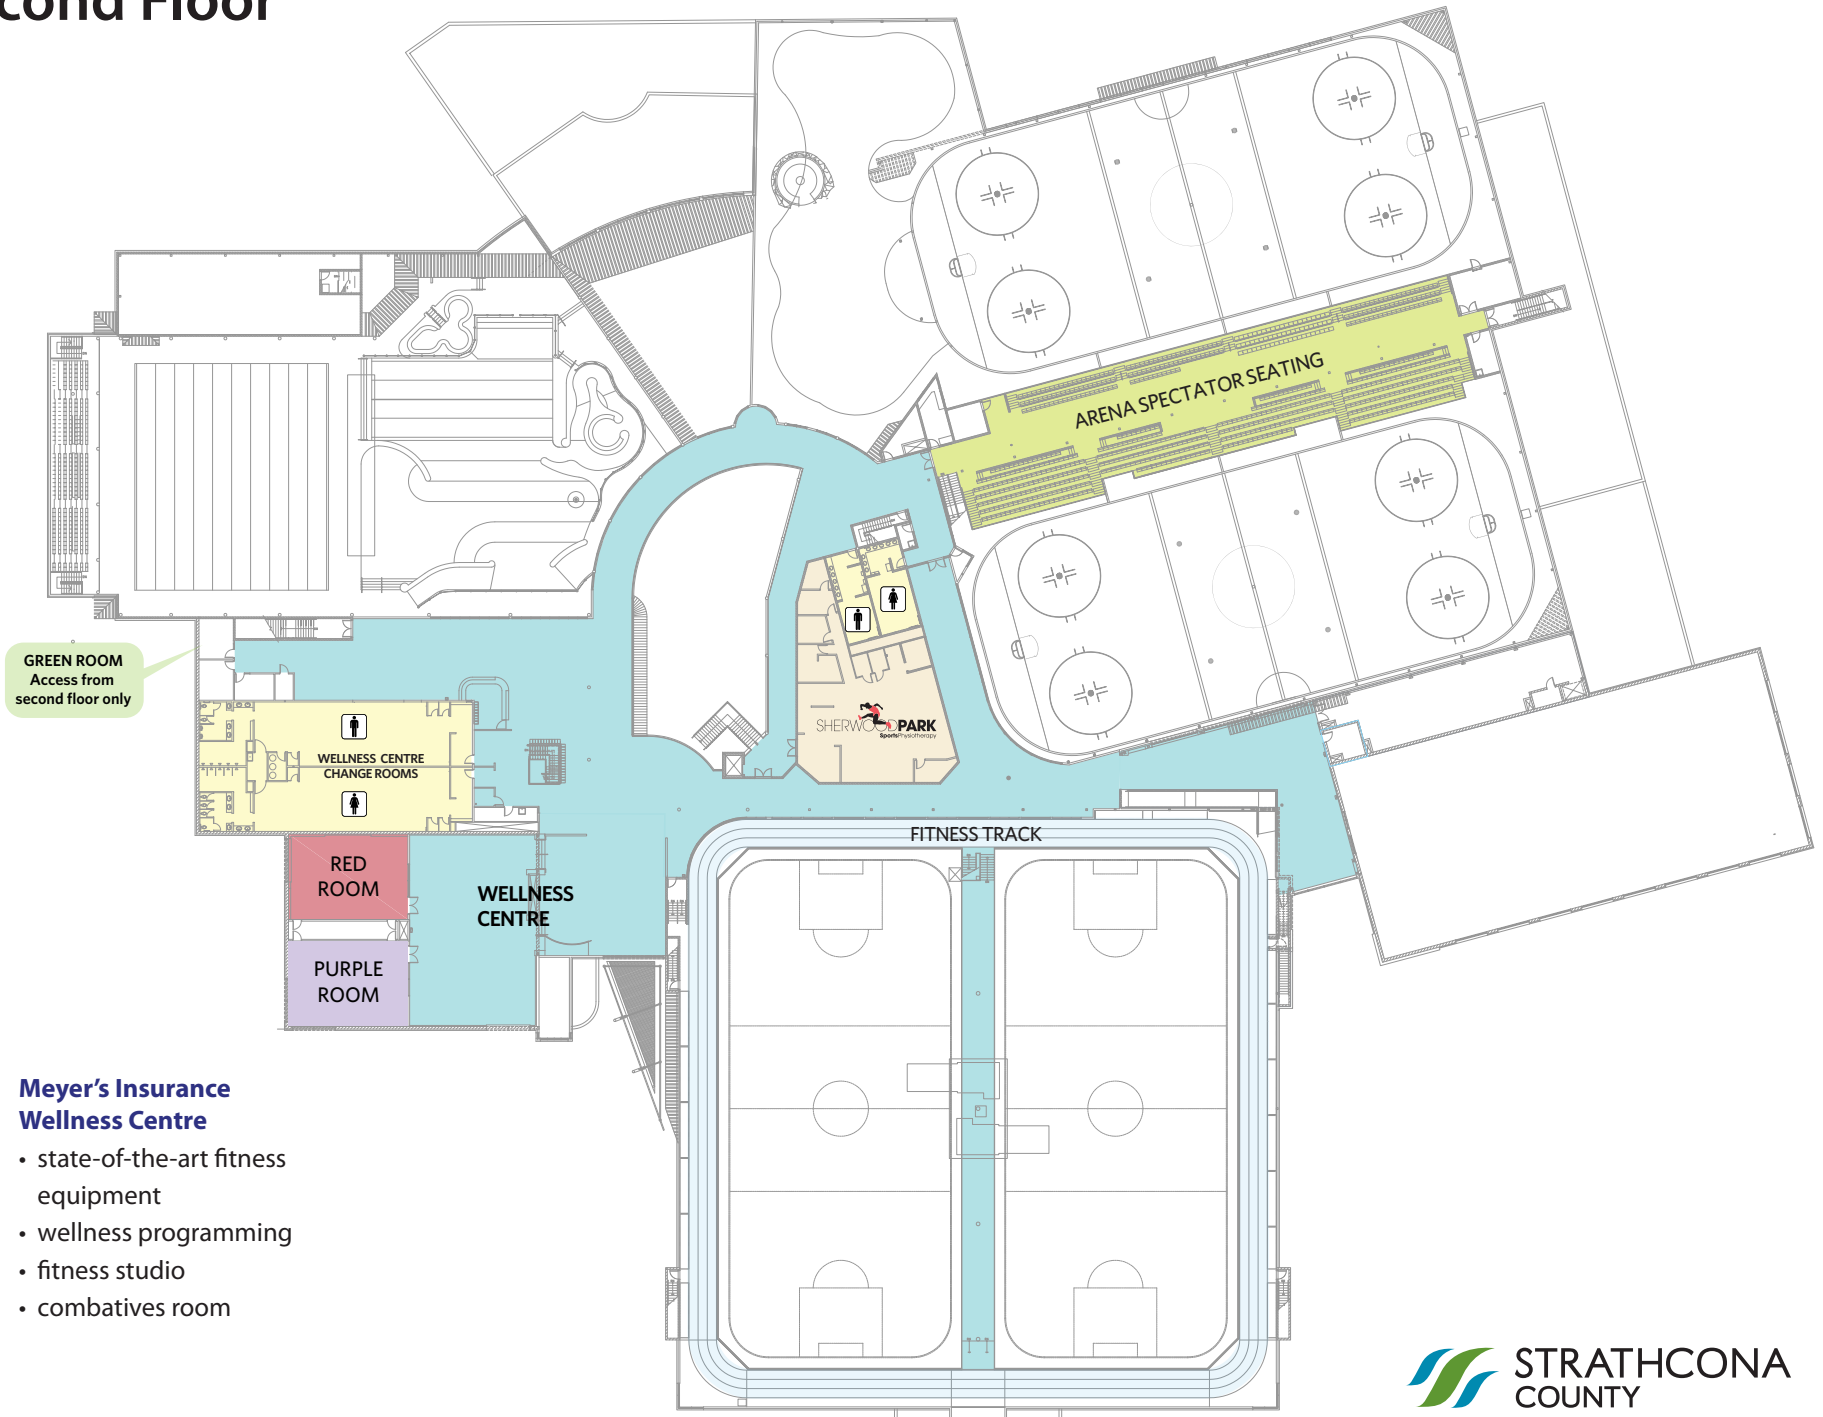 cond Floor
ARENA SPECTATOR SEATING
GREEN ROOM
Access from
second floor only
SHERWOODPARK
SportsPhysiotherapy
WELLNESS CENTRE
CHANGE ROOMS
FITNESS TRACK
RED
ROOM
WELLNESS
CENTRE
PURPLE
ROOM
Meyer’s Insurance
Wellness Centre
• state-of-the-art fitness
equipment
• wellness programming
• fitness studio
• combatives room
STRATHCONA
COUNTY